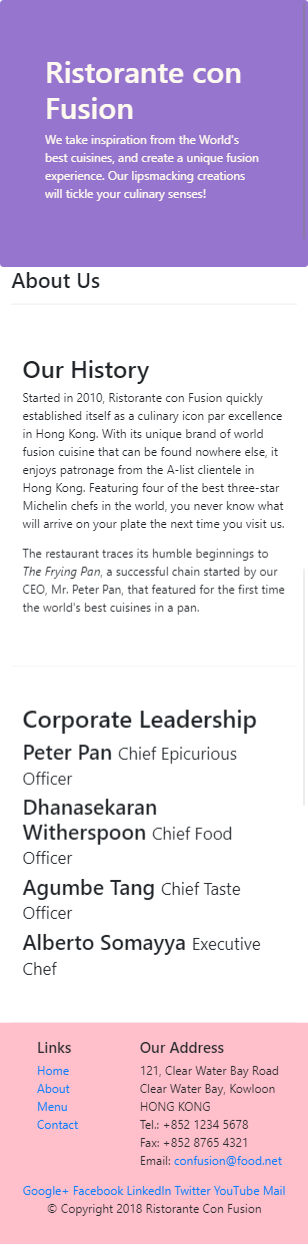 Ristorante con
Fusion
We take inspiration from the World's
best cuisines, and create a unique fusion
experience. Our lipsmacking creations
will tickle your culinary senses!
About Us
Our History
Started in 2010, Ristorante con Fusion quickly
established itself as a culinary icon par excellence
in Hong Kong. With its unique brand of world
fusion cuisine that can be found nowhere else, it
enjoys patronage from the A-list clientele in
Hong Kong. Featuring four of the best three-star
Michelin chefs in the world, you never know what
will arrive on your plate the next time you visit us.
The restaurant traces its humble beginnings to
The Frying Pan, a successful chain started by our
CEO, Mr. Peter Pan, that featured for the first time
the world's best cuisines in a pan.
Corporate Leadership
Peter Pan Chief Epicurious
Officer
Dhanasekaran
Witherspoon Chief Food
Officer
Agumbe Tang Chief Taste
Officer
Alberto Somayya Executive
Chef
Links
Home
About
Menu
Contact
Our Address
121, Clear Water Bay Road
Clear Water Bay, Kowloon
HONG KONG
Tel.: +852 1234 5678
Fax: +852 8765 4321
Email: confusion@food.net
Google+ Facebook LinkedIn Twitter YouTube Mail
© Copyright 2018 Ristorante Con Fusion